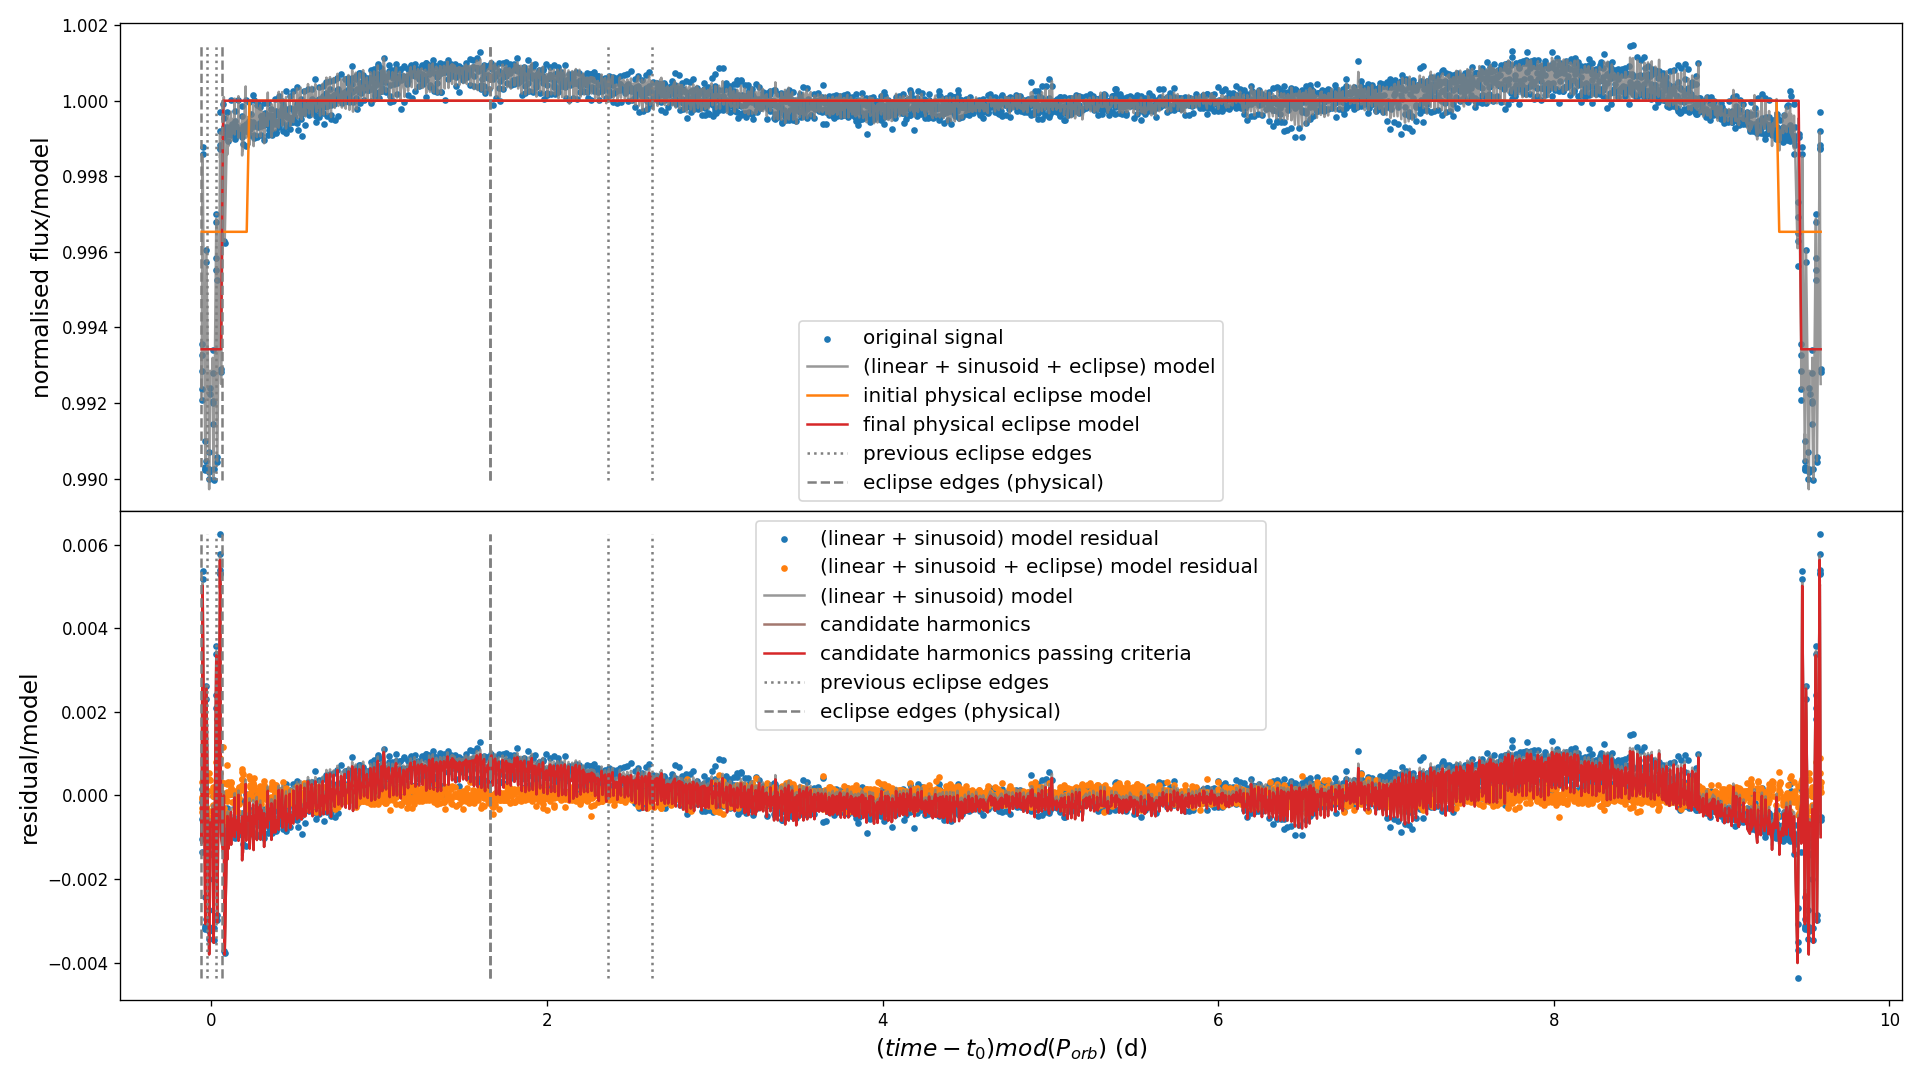 1.002
1.000
0.998
0.996
0.994
0.992
0.990
normalised flux/model
original signal
(linear + sinusoid + eclipse) model
initial physical eclipse model
final physical eclipse model
previous eclipse edges
eclipse edges (physical)
0.006
0.004
0.002
0.000
−0.002
−0.004
residual/model
(linear + sinusoid) model residual
(linear + sinusoid + eclipse) model residual
(linear + sinusoid) model
candidate harmonics
candidate harmonics passing criteria
previous eclipse edges
eclipse edges (physical)
0 2 4 6 8 10
(time − t₀)mod(P_orb) (d)